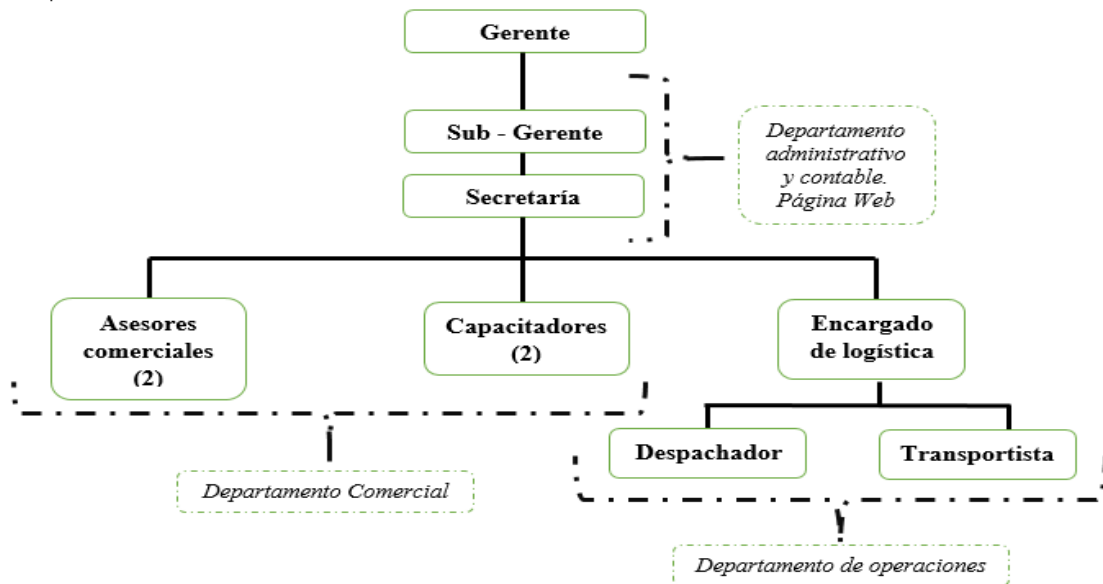 Gerente
Sub - Gerente
Secretaría
Departamento
administrativo
y contable.
Página Web
Asesores
comerciales
(2)
Capacitadores
(2)
Encargado
de logística
Despachador
Transportista
Departamento Comercial
Departamento de operaciones